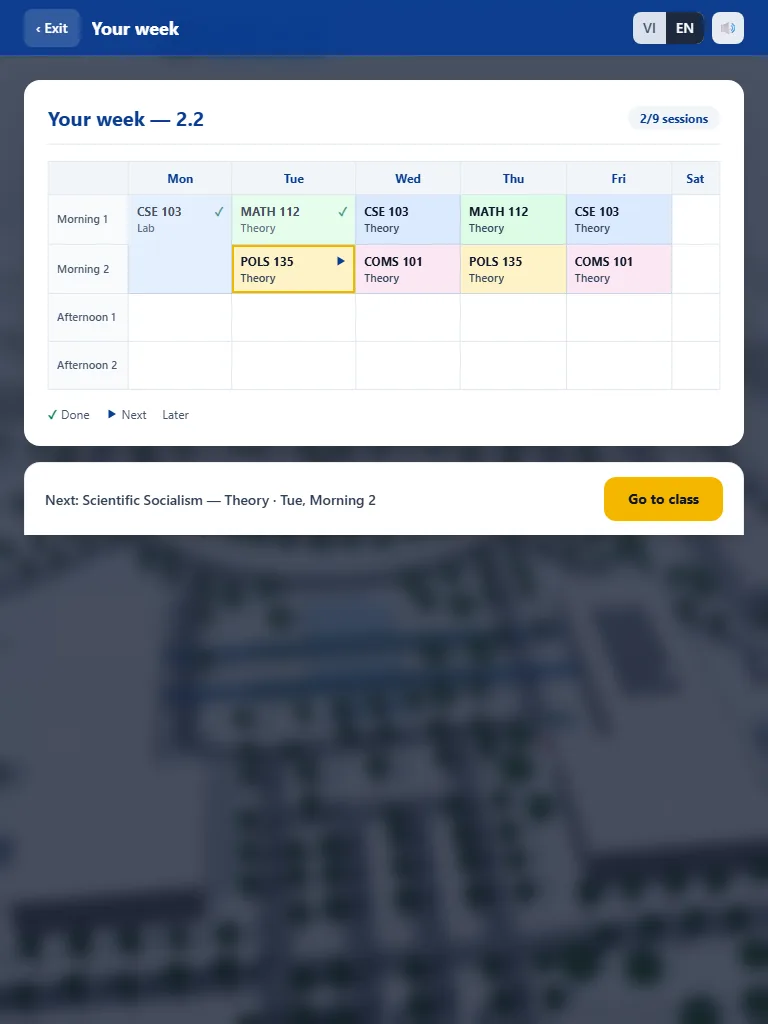 ‹ Exit Your week VI EN
Your week — 2.2 2/9 sessions
Mon Tue Wed Thu Fri Sat
Morning 1 CSE 103 ✓ MATH 112 ✓ CSE 103 MATH 112 CSE 103
Lab Theory Theory Theory Theory
Morning 2 POLS 135 ▶ COMS 101 POLS 135 COMS 101
Theory Theory Theory Theory
Afternoon 1
Afternoon 2
✓ Done ▶ Next Later
Next: Scientific Socialism — Theory · Tue, Morning 2 Go to class